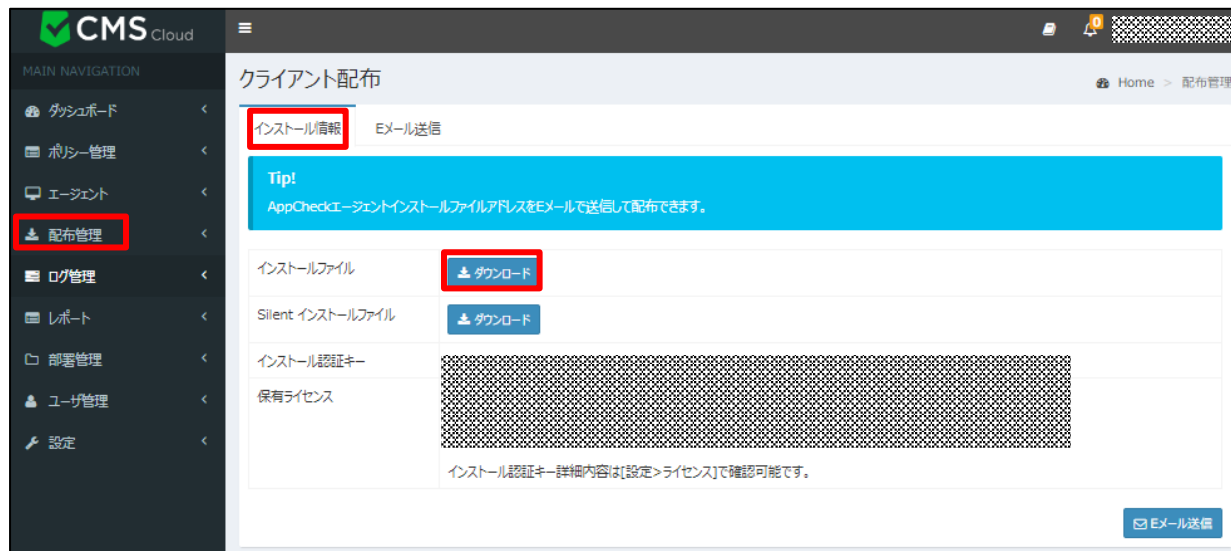 CMS Cloud
0
MAIN NAVIGATION
ダッシュボード
ポリシー管理
エージェント
配布管理
ログ管理
レポート
部署管理
ユーザ管理
設定
クライアント配布
Home > 配布管理
インストール情報 Eメール送信
Tip!
AppCheckエージェントインストールファイルアドレスをEメールで送信して配布できます。
インストールファイル ダウンロード
Silent インストールファイル ダウンロード
インストール認証キー
保有ライセンス
インストール認証キー詳細内容は[設定>ライセンス]で確認可能です。
Eメール送信